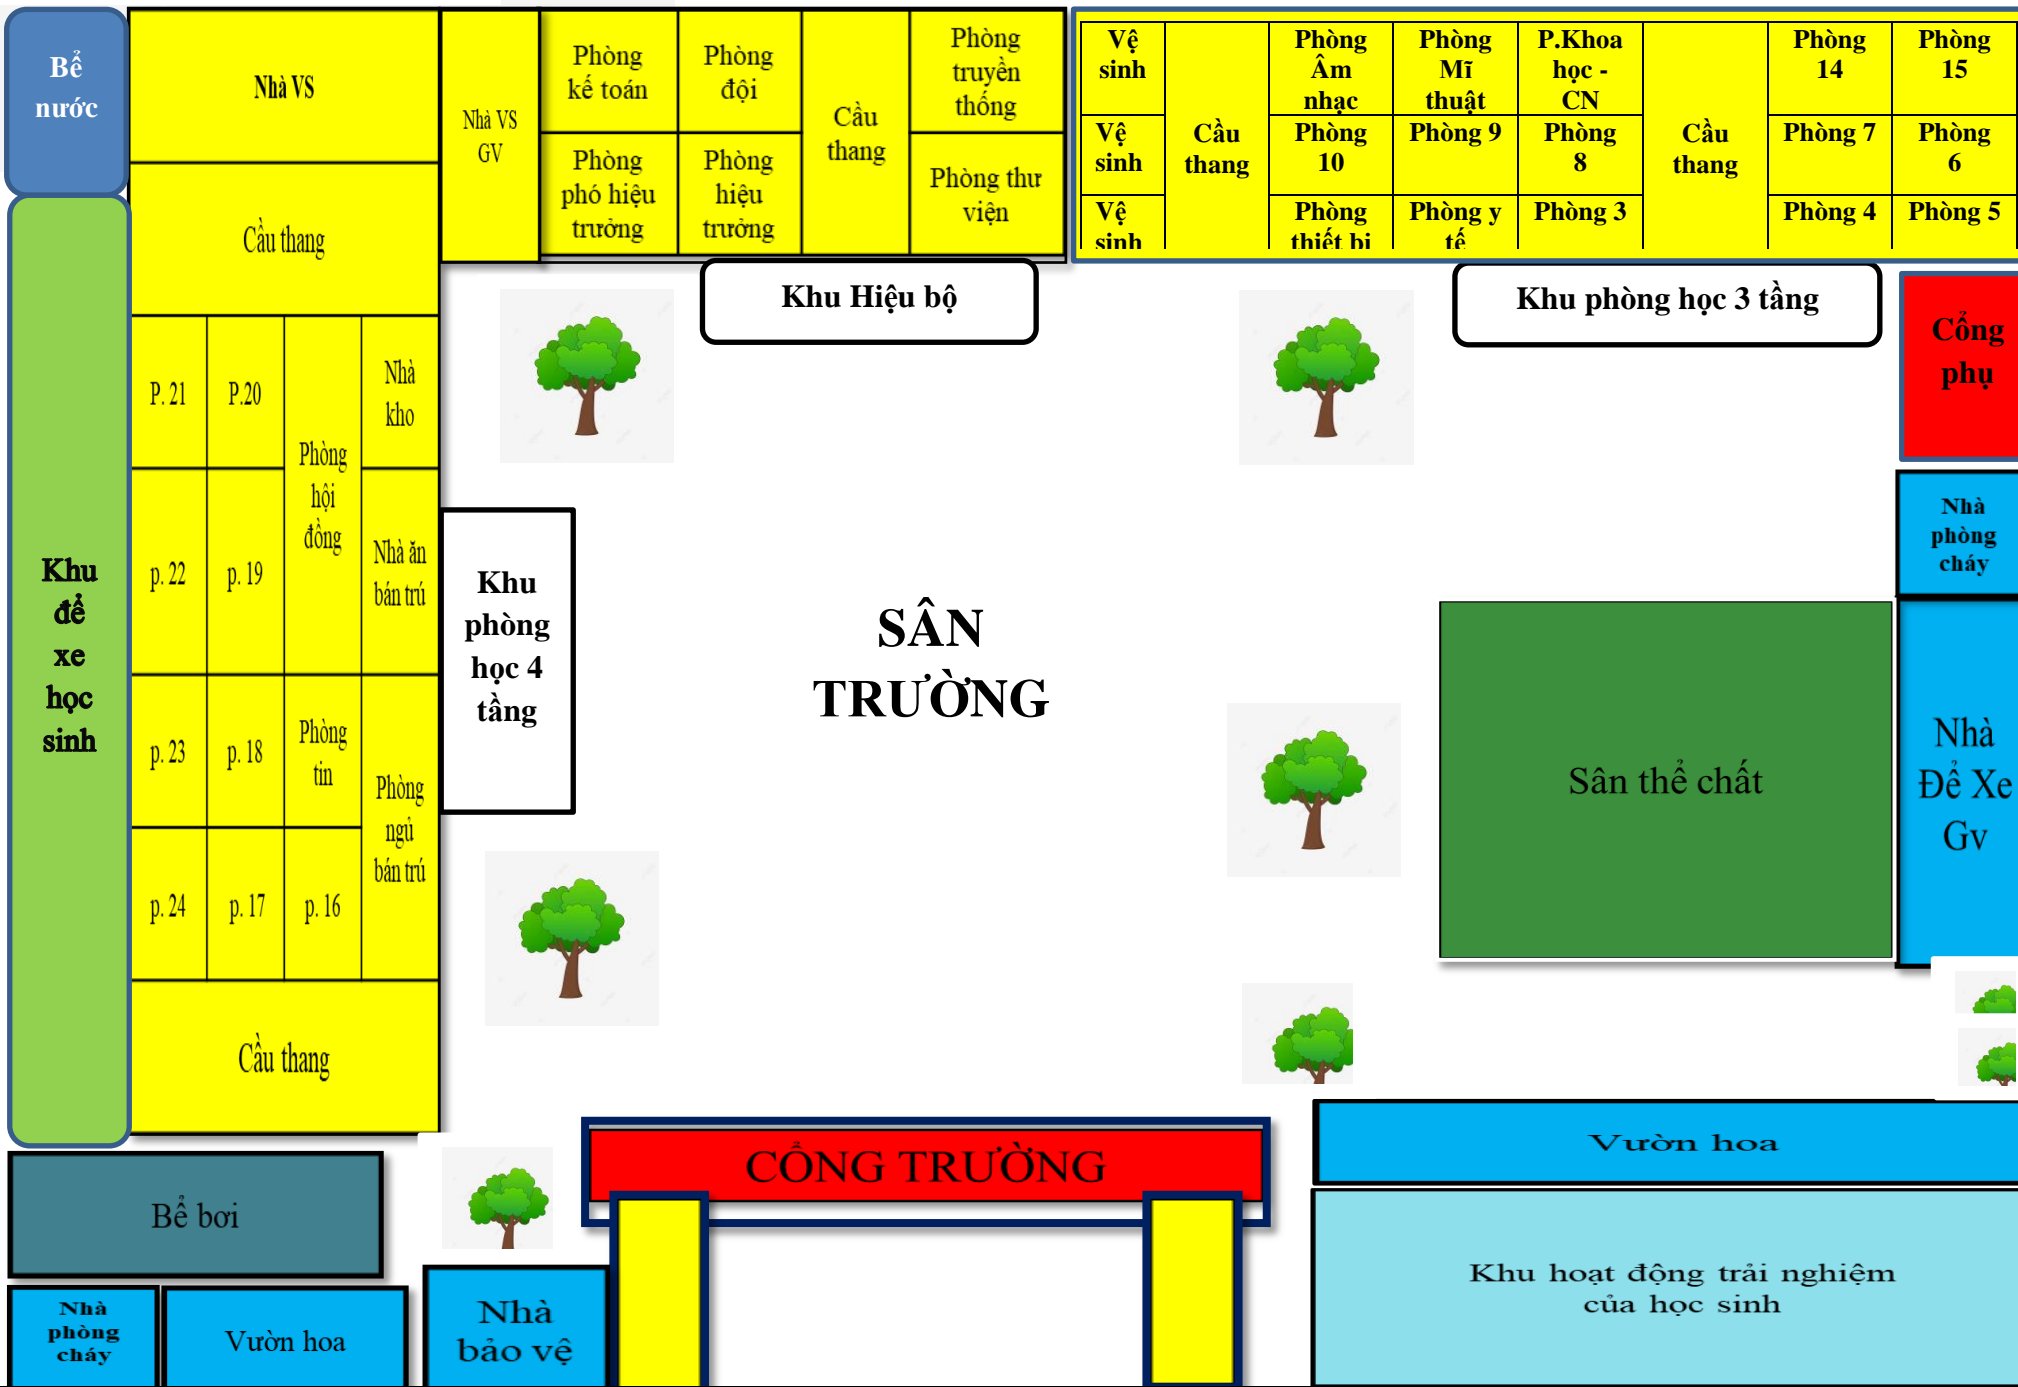 Bể
nước
Nhà VS
Cầu thang
Nhà VS
GV
Phòng
kế toán
Phòng
đội
Cầu
thang
Phòng
truyền
thống
Phòng
phó hiệu
trưởng
Phòng
hiệu
trưởng
Phòng thư
viện
Vệ
sinh
Cầu
thang
Phòng
Âm
nhạc
Phòng
Mĩ
thuật
P.Khoa
học -
CN
Cầu
thang
Phòng
14
Phòng
15
Vệ
sinh
Phòng
10
Phòng 9
Phòng
8
Phòng 7
Phòng
6
Vệ
sinh
Phòng
thiết bị
Phòng y
tế
Phòng 3
Phòng 4
Phòng 5
Khu Hiệu bộ
Khu phòng học 3 tầng
Cổng
phụ
Khu
để
xe
học
sinh
P. 21
P.20
Phòng
hội
đồng
Nhà
kho
p. 22
p. 19
Nhà ăn
bán trú
p. 23
p. 18
Phòng
tin
Phòng
ngủ
bán trú
p. 24
p. 17
p. 16
Cầu thang
Khu
phòng
học 4
tầng
SÂN
TRƯỜNG
Nhà
phòng
cháy
Sân thể chất
Nhà
Để Xe
Gv
CỔNG TRƯỜNG
Vườn hoa
Bể bơi
Khu hoạt động trải nghiệm
của học sinh
Nhà
phòng
cháy
Vườn hoa
Nhà
bảo vệ